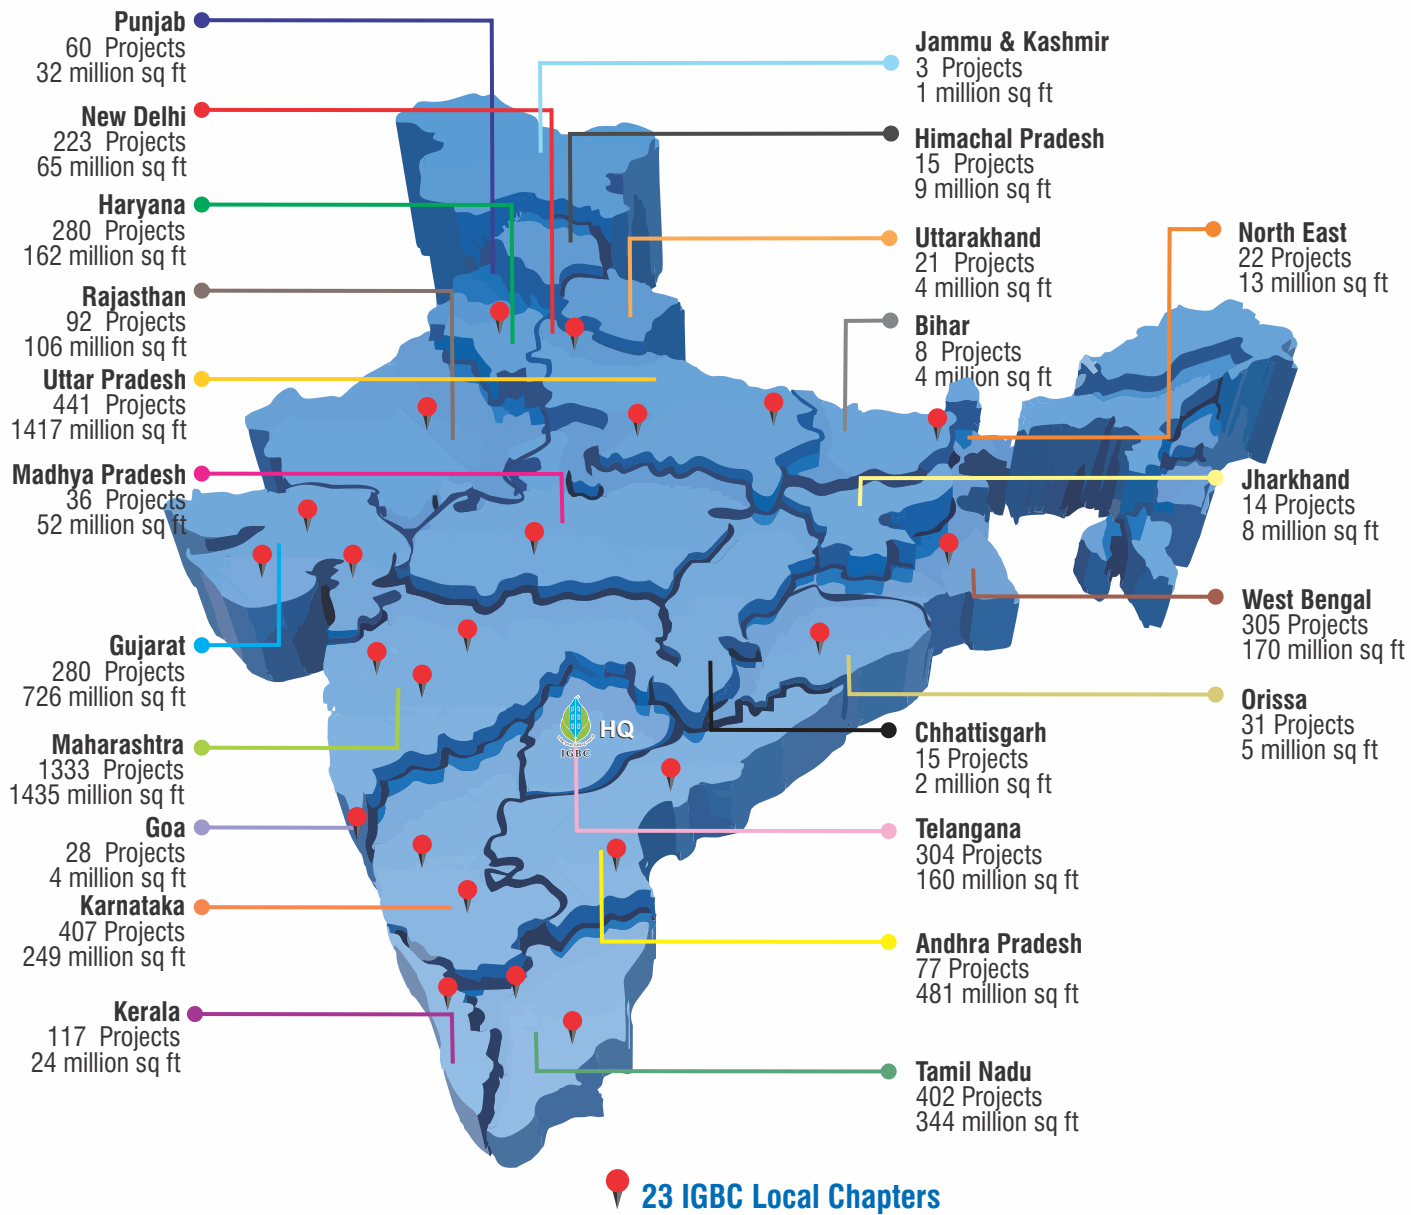 Punjab
60 Projects
32 million sq ft
New Delhi
223 Projects
65 million sq ft
Haryana
280 Projects
162 million sq ft
Rajasthan
92 Projects
106 million sq ft
Uttar Pradesh
441 Projects
1417 million sq ft
Madhya Pradesh
36 Projects
52 million sq ft
Gujarat
280 Projects
726 million sq ft
Maharashtra
1333 Projects
1435 million sq ft
Goa
28 Projects
4 million sq ft
Karnataka
407 Projects
249 million sq ft
Kerala
117 Projects
24 million sq ft
HQ
IGBC
Jammu & Kashmir
3 Projects
1 million sq ft
Himachal Pradesh
15 Projects
9 million sq ft
Uttarakhand
21 Projects
4 million sq ft
Bihar
8 Projects
4 million sq ft
North East
22 Projects
13 million sq ft
Jharkhand
14 Projects
8 million sq ft
West Bengal
305 Projects
170 million sq ft
Orissa
31 Projects
5 million sq ft
Chhattisgarh
15 Projects
2 million sq ft
Telangana
304 Projects
160 million sq ft
Andhra Pradesh
77 Projects
481 million sq ft
Tamil Nadu
402 Projects
344 million sq ft
23 IGBC Local Chapters